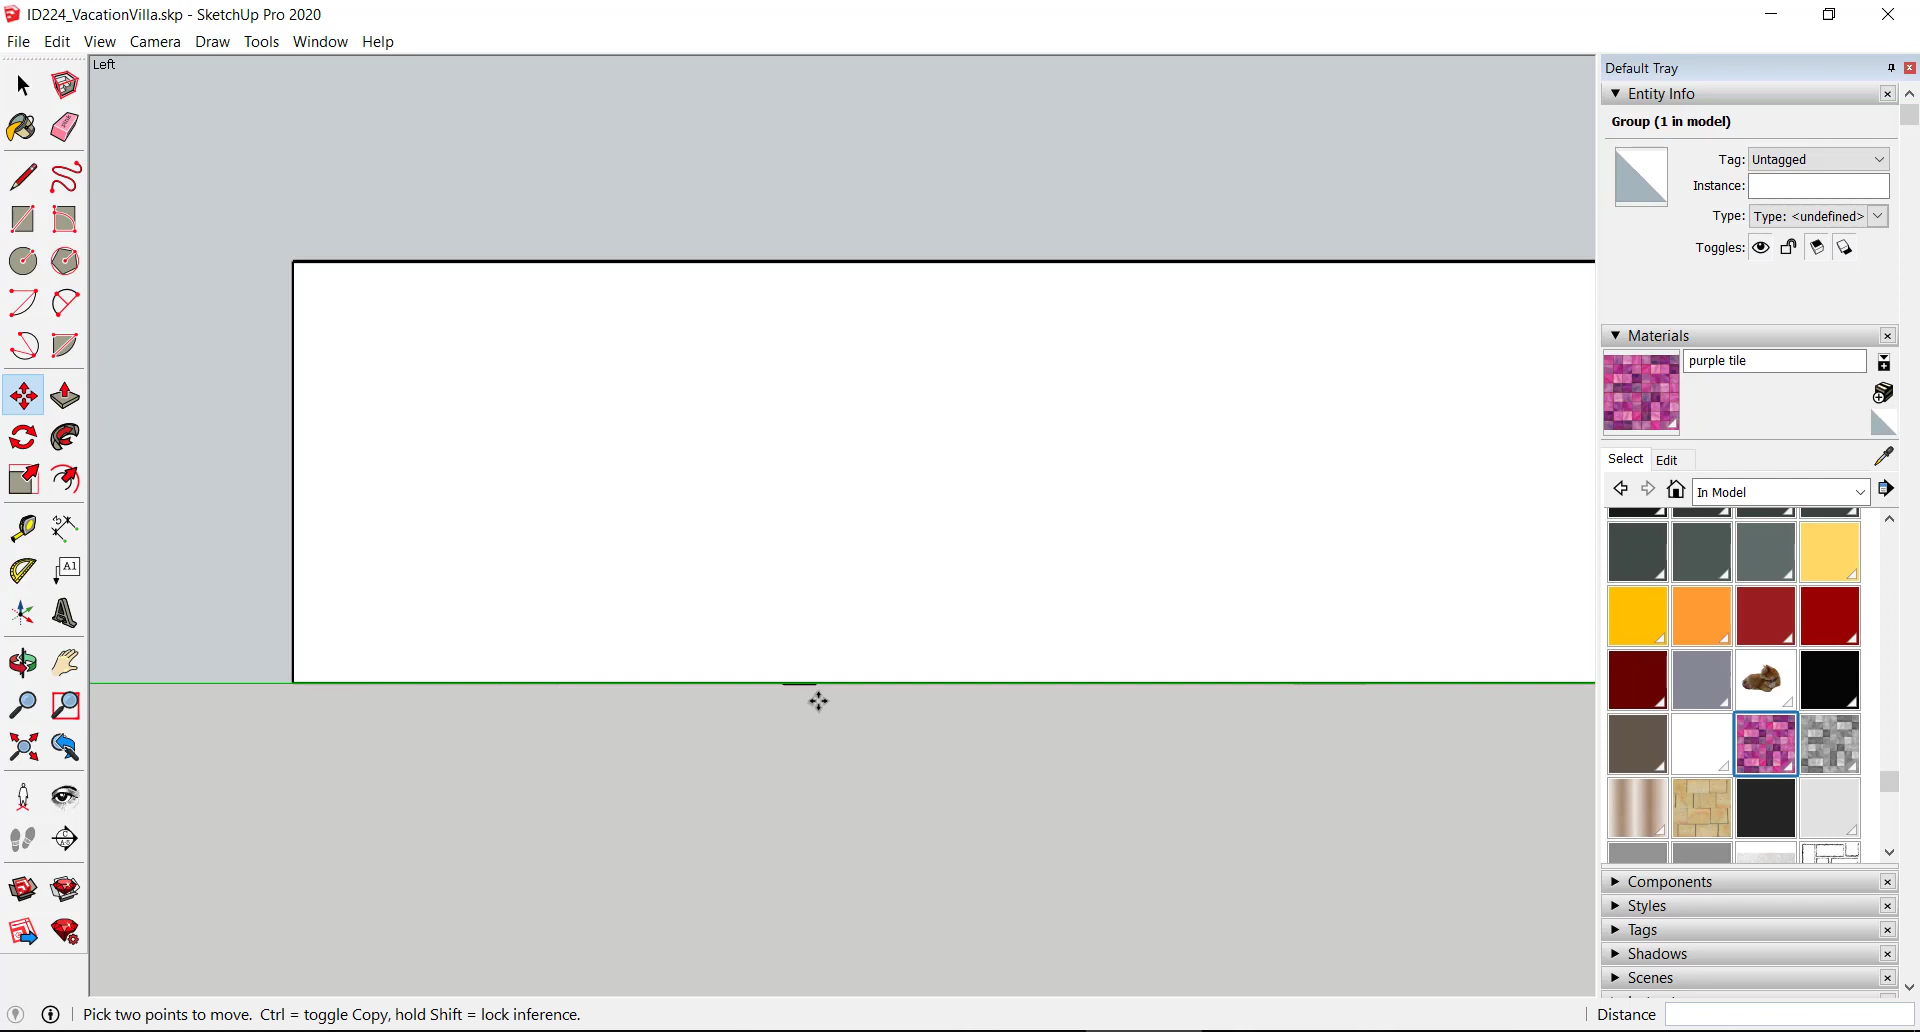 ID224_VacationVilla.skp - SketchUp Pro 2020
File Edit View Camera Draw Tools Window Help
Left
Default Tray
Entity Info
Group (1 in model)
Tag: Untagged
Instance:
Type: Type: <undefined>
Toggles:
Materials
purple tile
Select Edit
In Model
A1
Components
Styles
Tags
Shadows
Scenes
Pick two points to move. Ctrl = toggle Copy, hold Shift = lock inference.
Distance